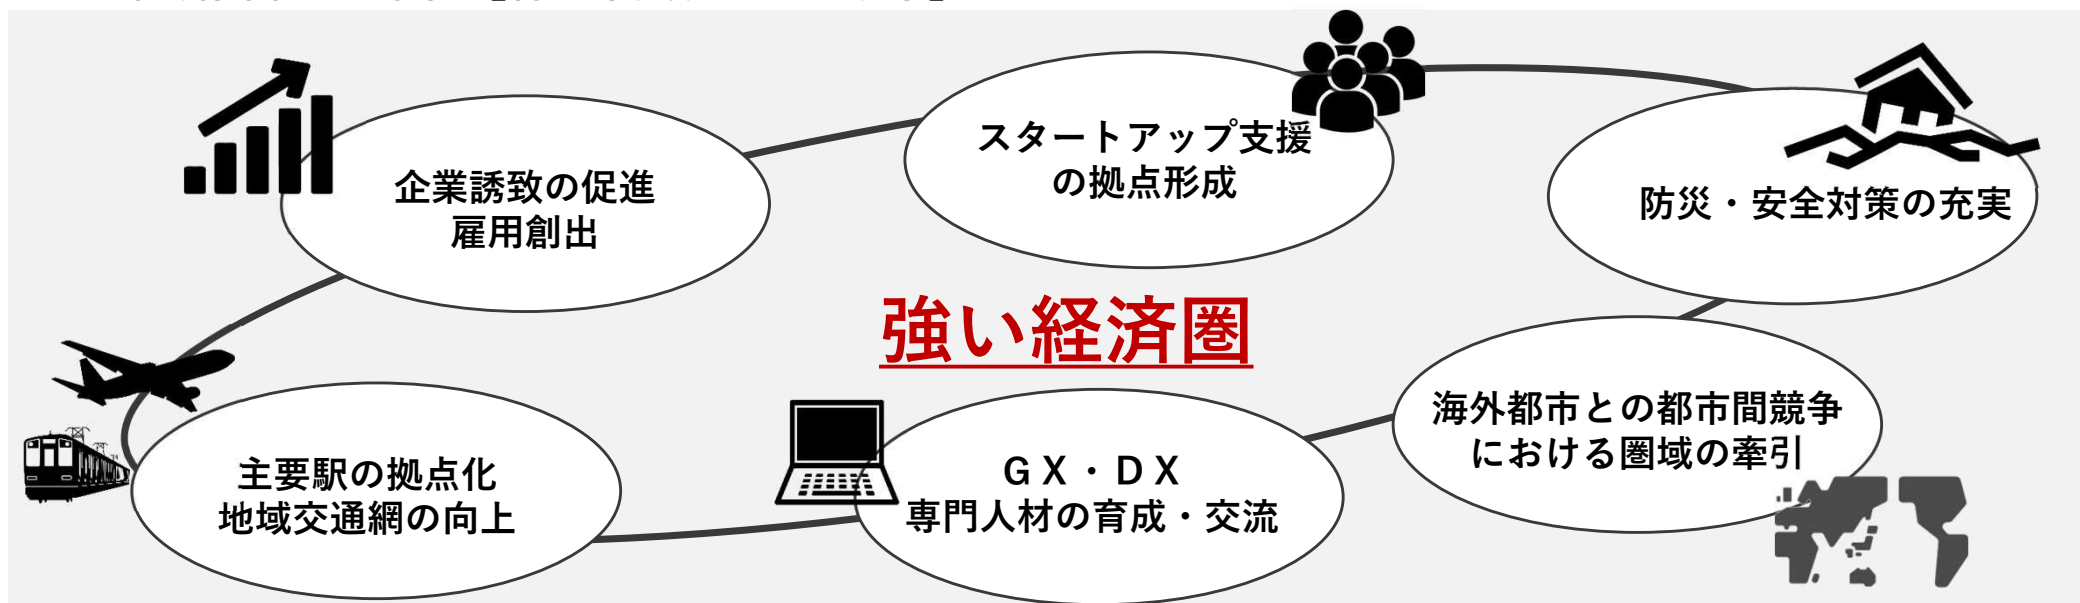 企業誘致の促進
雇用創出
スタートアップ支援
の拠点形成
防災・安全対策の充実
強い経済圏
主要駅の拠点化
地域交通網の向上
ＧＸ・ＤＸ
専門人材の育成・交流
海外都市との都市間競争
における圏域の牽引